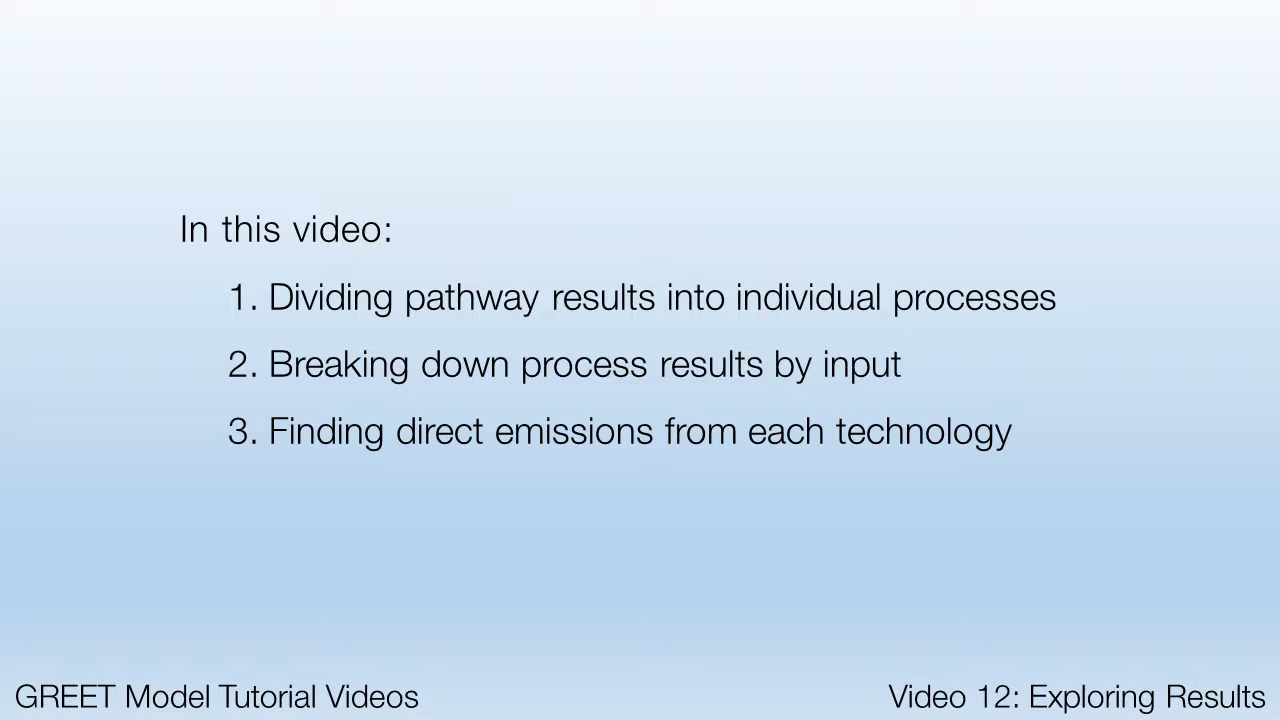 In this video:
1. Dividing pathway results into individual processes
2. Breaking down process results by input
3. Finding direct emissions from each technology
GREET Model Tutorial Videos
Video 12: Exploring Results